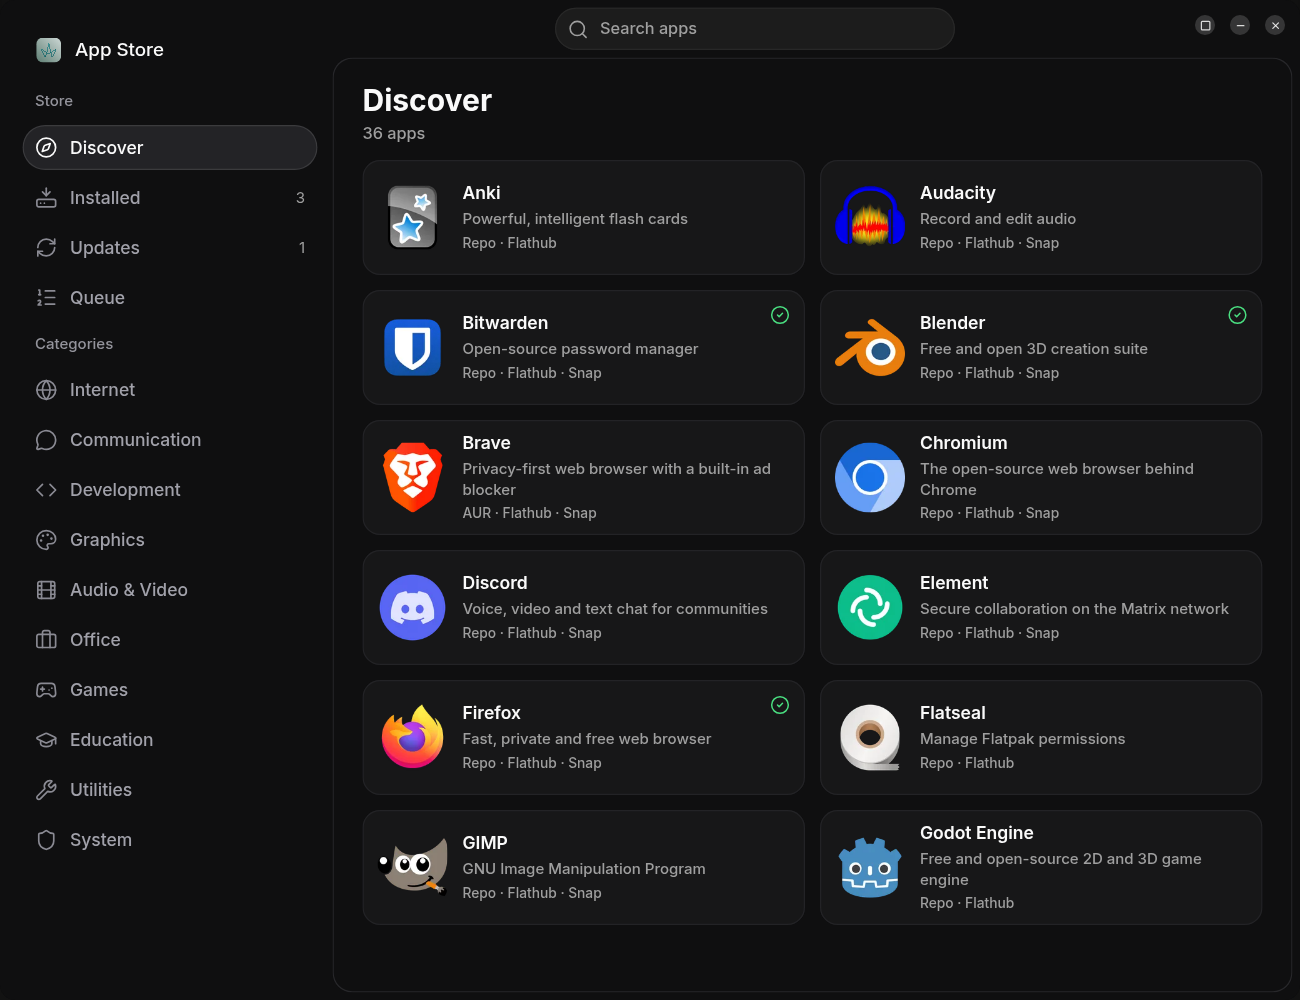 App Store
Search apps
Store
Discover
Installed 3
Updates 1
Queue
Categories
Internet
Communication
Development
Graphics
Audio & Video
Office
Games
Education
Utilities
System
Discover
36 apps
Anki
Powerful, intelligent flash cards
Repo · Flathub
Audacity
Record and edit audio
Repo · Flathub · Snap
Bitwarden
Open-source password manager
Repo · Flathub · Snap
Blender
Free and open 3D creation suite
Repo · Flathub · Snap
Brave
Privacy-first web browser with a built-in ad
blocker
AUR · Flathub · Snap
Chromium
The open-source web browser behind
Chrome
Repo · Flathub · Snap
Discord
Voice, video and text chat for communities
Repo · Flathub · Snap
Element
Secure collaboration on the Matrix network
Repo · Flathub · Snap
Firefox
Fast, private and free web browser
Repo · Flathub · Snap
Flatseal
Manage Flatpak permissions
Repo · Flathub
GIMP
GNU Image Manipulation Program
Repo · Flathub · Snap
Godot Engine
Free and open-source 2D and 3D game
engine
Repo · Flathub